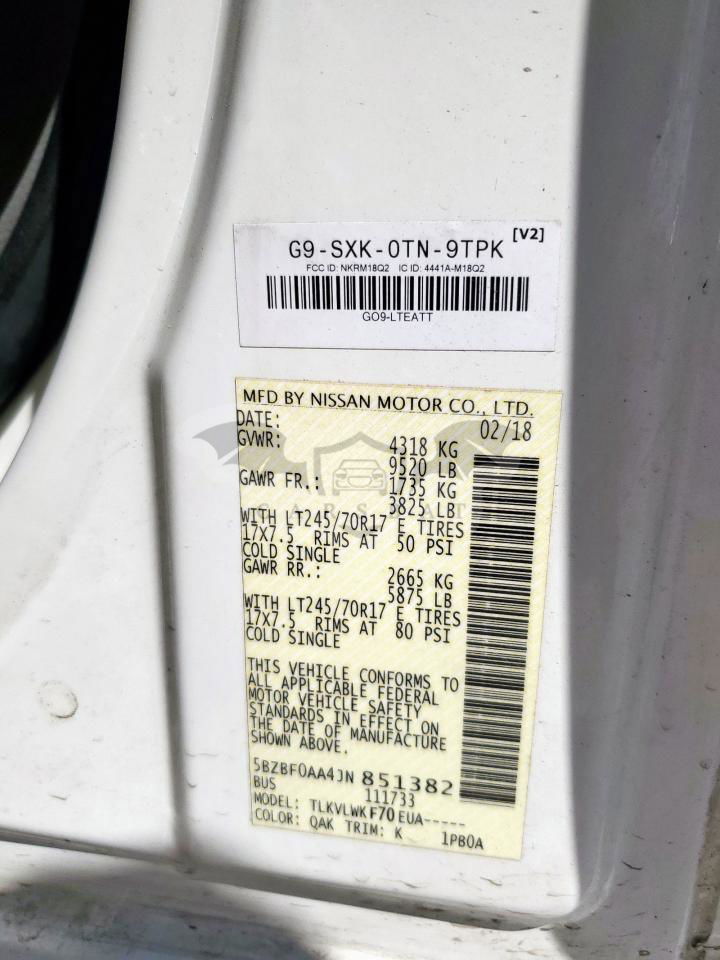 G9-SXK-0TN-9TPK [V2]
FCC ID: NKRM18Q2 IC ID: 4441A-M18Q2
GO9-LTEATT
MFD BY NISSAN MOTOR CO., LTD.
DATE: 02/18
GVWR: 4318 KG
9520 LB
GAWR FR.: 1735 KG
3825 LB
WITH LT245/70R17 E TIRES
17X7.5 RIMS AT 50 PSI
COLD SINGLE
GAWR RR.: 2665 KG
5875 LB
WITH LT245/70R17 E TIRES
17X7.5 RIMS AT 80 PSI
COLD SINGLE
THIS VEHICLE CONFORMS TO
ALL APPLICABLE FEDERAL
MOTOR VEHICLE SAFETY
STANDARDS IN EFFECT ON
THE DATE OF MANUFACTURE
SHOWN ABOVE.
5BZBF0AA4JN 851382
BUS 111733
MODEL: TLKVLWK F70 EUA-----
COLOR: QAK TRIM: K 1PB0A